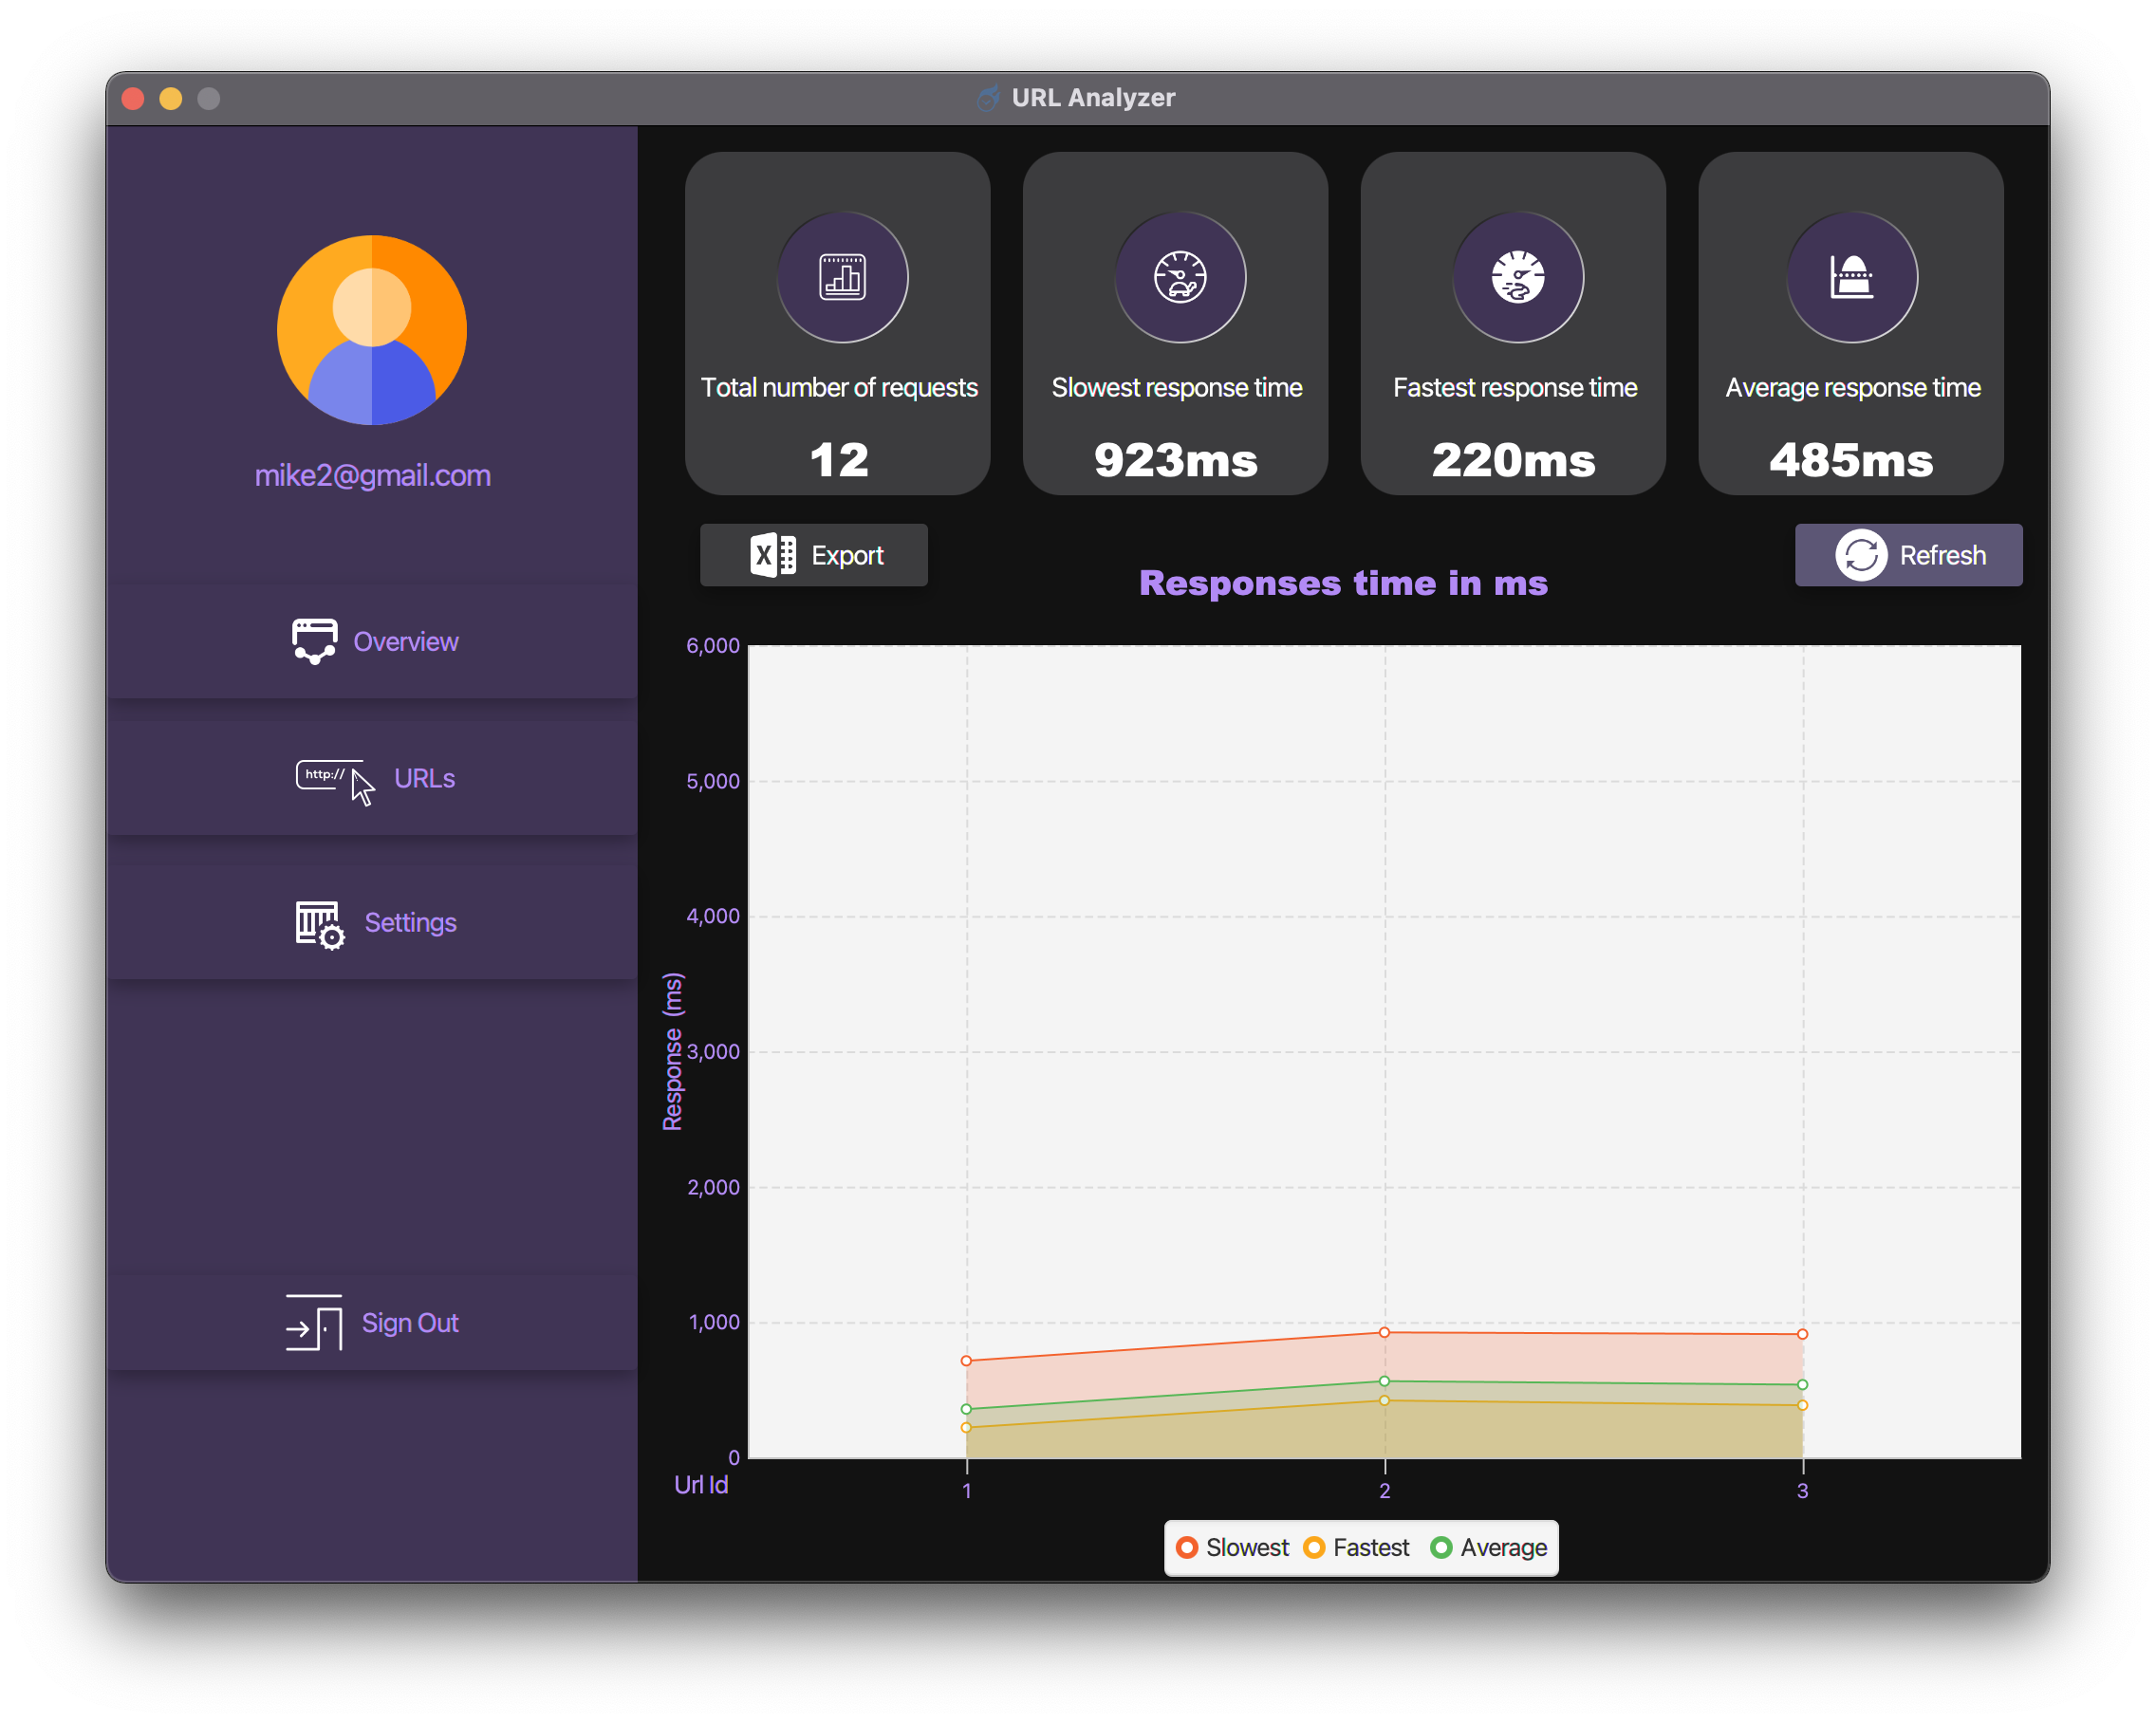 URL Analyzer
mike2@gmail.com
Overview
http://
URLs
Settings
Sign Out
Total number of requests
12
Slowest response time
923ms
Fastest response time
220ms
Average response time
485ms
X
Export
Refresh
Responses time in ms
Response (ms)
6,000
5,000
4,000
3,000
2,000
1,000
0
Url Id
1
2
3
Slowest
Fastest
Average